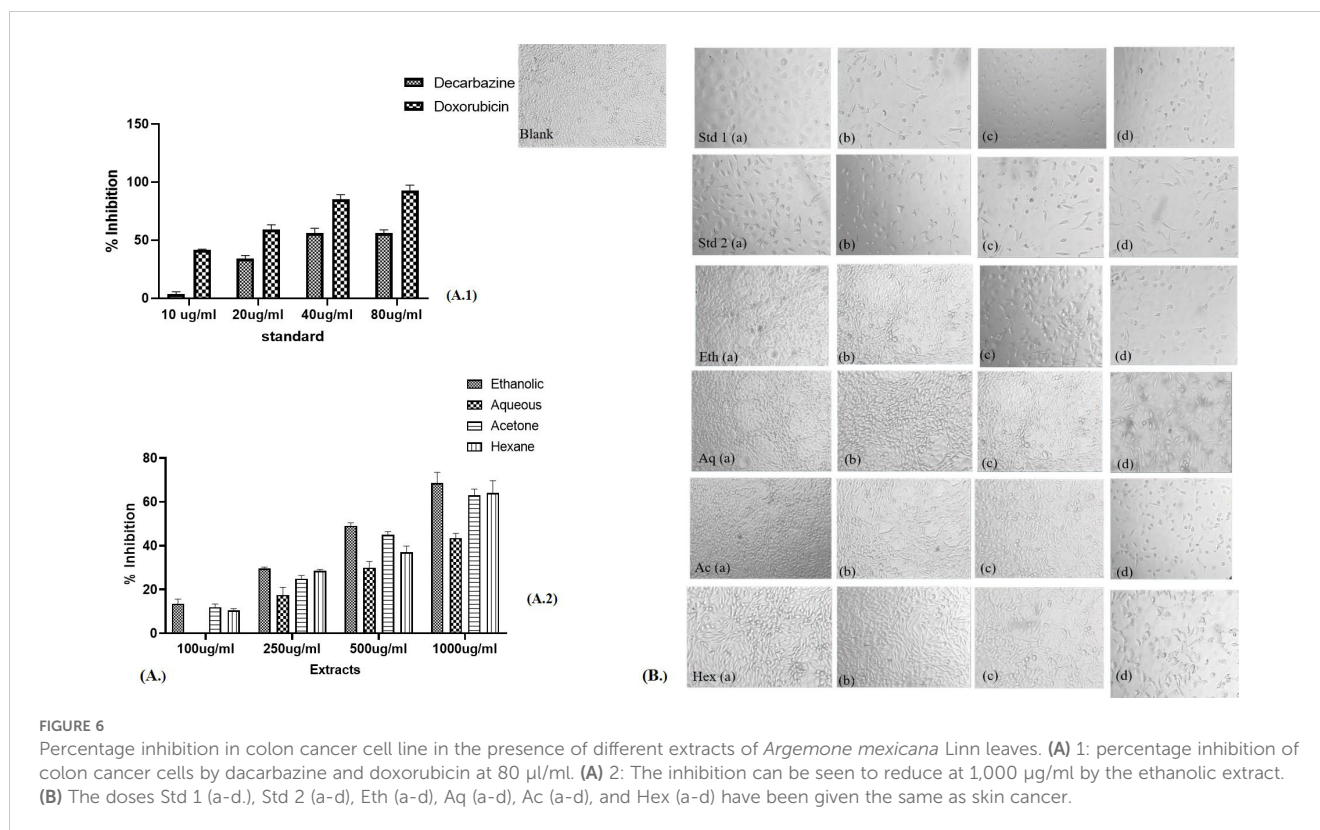 Decarbazine
Doxorubicin
Blank
150
100
50
0
% Inhibition
10 ug/ml 20ug/ml 40ug/ml 80ug/ml
standard
(A.1)
Ethanolic
Aqueous
Acetone
Hexane
80
60
40
20
0
% Inhibition
100ug/ml 250ug/ml 500ug/ml 1000ug/ml
Extracts
(A.2)
(A.)
Std 1 (a) (b) (c) (d)
Std 2 (a) (b) (c) (d)
Eth (a) (b) (c) (d)
Aq (a) (b) (c) (d)
Ac (a) (b) (c) (d)
Hex (a) (b) (c) (d)
(B.)
FIGURE 6
Percentage inhibition in colon cancer cell line in the presence of different extracts of Argemone mexicana Linn leaves. (A) 1: percentage inhibition of
colon cancer cells by dacarbazine and doxorubicin at 80 µl/ml. (A) 2: The inhibition can be seen to reduce at 1,000 µg/ml by the ethanolic extract.
(B) The doses Std 1 (a-d.), Std 2 (a-d), Eth (a-d), Aq (a-d), Ac (a-d), and Hex (a-d) have been given the same as skin cancer.